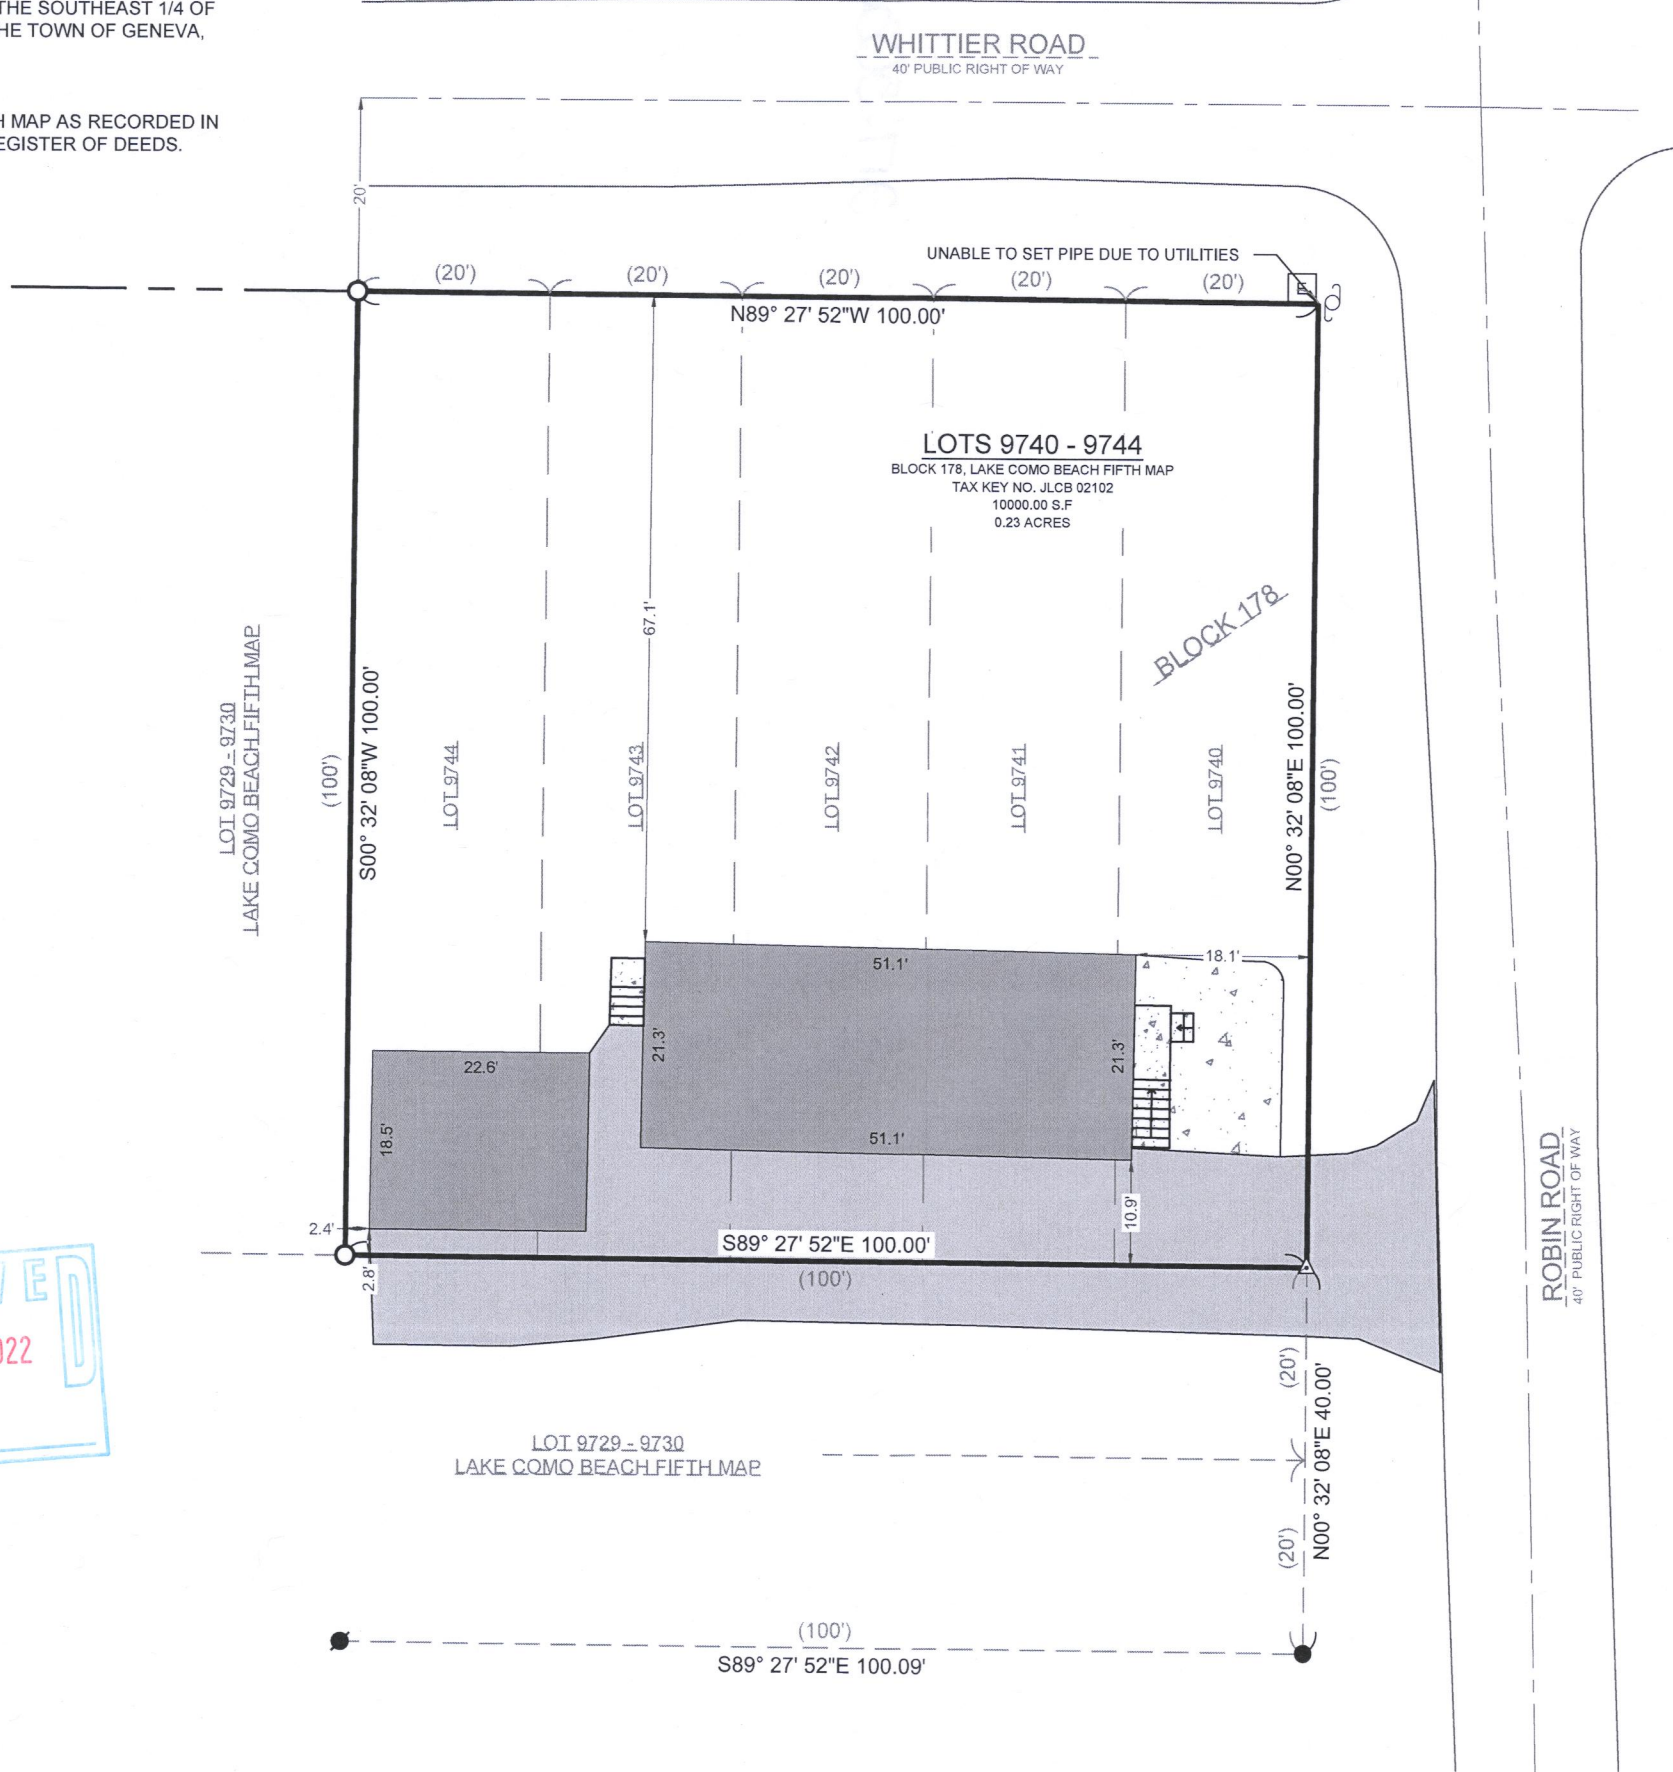 THE SOUTHEAST 1/4 OF
HE TOWN OF GENEVA,
H MAP AS RECORDED IN
EGISTER OF DEEDS.
WHITTIER ROAD
40' PUBLIC RIGHT OF WAY
20'
UNABLE TO SET PIPE DUE TO UTILITIES
(20')
(20')
(20')
(20')
(20')
E
N89° 27' 52"W 100.00'
LOTS 9740 - 9744
BLOCK 178, LAKE COMO BEACH FIFTH MAP
TAX KEY NO. JLCB 02102
10000.00 S.F
0.23 ACRES
67.1'
BLOCK 178
LOT 9729 - 9730
LAKE COMO BEACH FIFTH MAP
(100')
S00° 32' 08"W 100.00'
LOT 9744
LOT 9743
LOT 9742
LOT 9741
LOT 9740
N00° 32' 08"E 100.00'
(100')
51.1'
18.1'
21.3'
21.3'
22.6'
18.5'
51.1'
10.9'
2.4'
2.8'
S89° 27' 52"E 100.00'
(100')
ROBIN ROAD
40' PUBLIC RIGHT OF WAY
VED
022
(20')
N00° 32' 08"E 40.00'
(20')
LOT 9729 - 9730
LAKE COMO BEACH FIFTH MAP
(100')
S89° 27' 52"E 100.09'